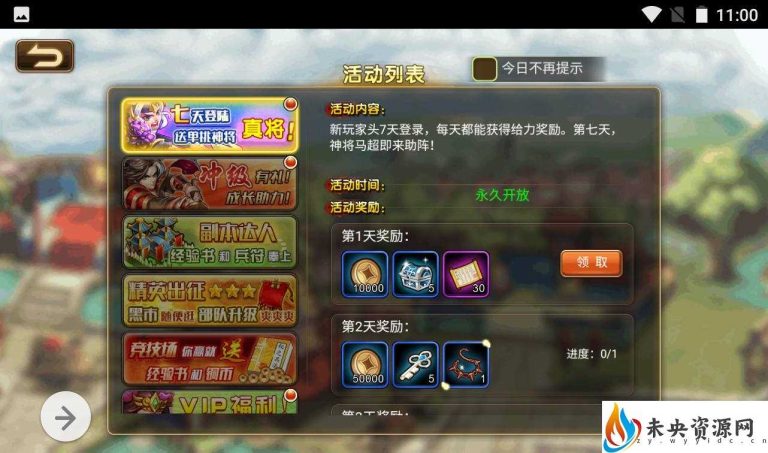 11:00
活动列表
今日不再提示
七天登陆
送单挑神将
真将!
冲级有礼!
成长助力!
副本达人
经验书和兵符奉上
精英出征
黑市随便逛 部队升级爽爽爽
竞技场你赢就送
经验书和铜币
VIP福利
活动内容:
新玩家头7天登录，每天都能获得给力奖励。第七天，
神将马超即来助阵!
活动时间:
永久开放
活动奖励:
第1天奖励:
10000
5
30
领取
第2天奖励:
50000
5
1
进度: 0/1
未央资源网
zy.wyyldc.cn